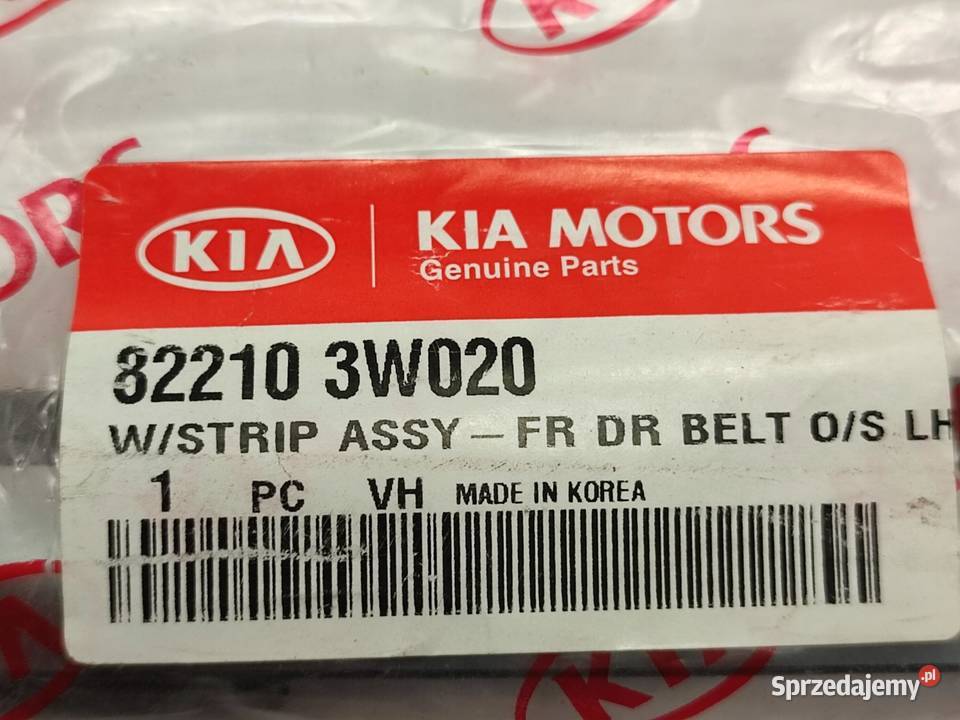 ORS
KIA
KIA MOTORS
Genuine Parts
82210 3W020
W/STRIP ASSY-FR DR BELT O/S LH
1 PC VH MADE IN KOREA
Sprzedajemy.pl